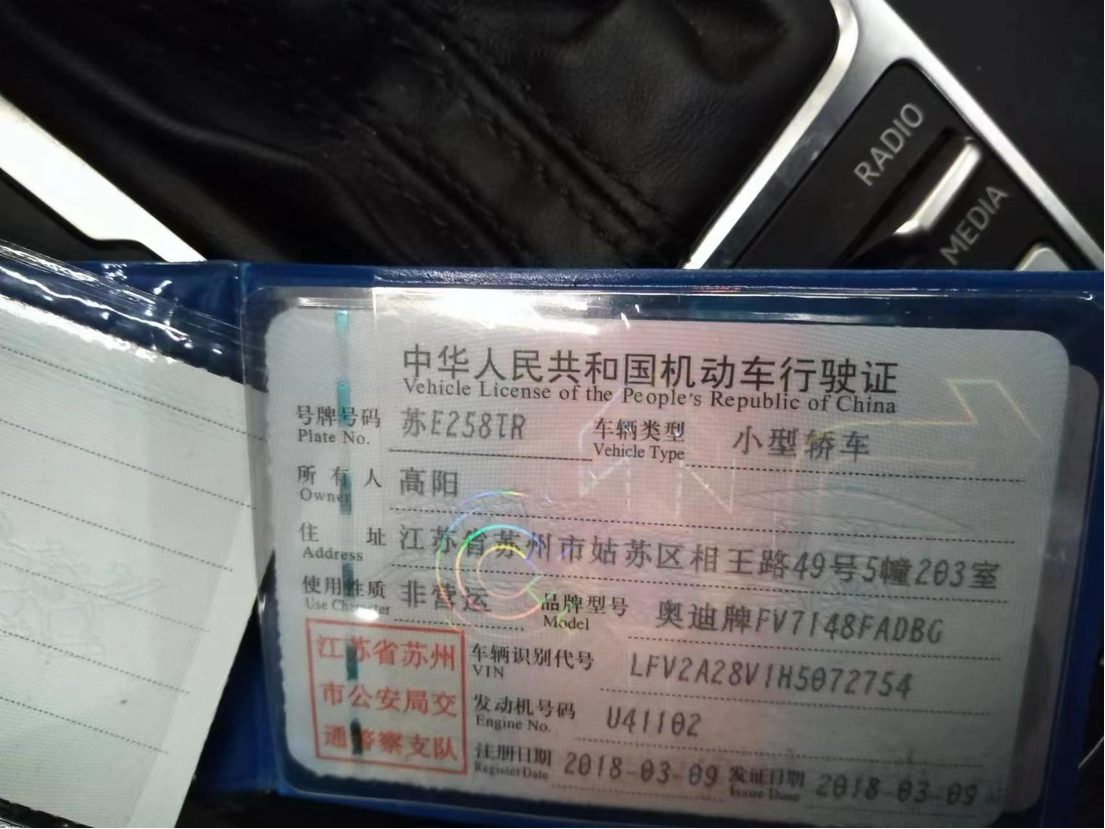 RADIO
MEDIA
中华人民共和国机动车行驶证
Vehicle License of the People's Republic of China
号牌号码 苏E258TR 车辆类型 小型轿车
Plate No. Vehicle Type
所有人 高阳
Owner
住址 江苏省苏州市姑苏区相王路49号5幢203室
Address
使用性质 非营运 品牌型号 奥迪牌FV7148FADBG
Use Character Model
江苏省苏州 车辆识别代号 LFV2A28V1H5072754
VIN
市公安局交 发动机号码 U41102
Engine No.
通警察支队 注册日期 2018-03-09 发证日期 2018-03-09
Register Date Issue Date